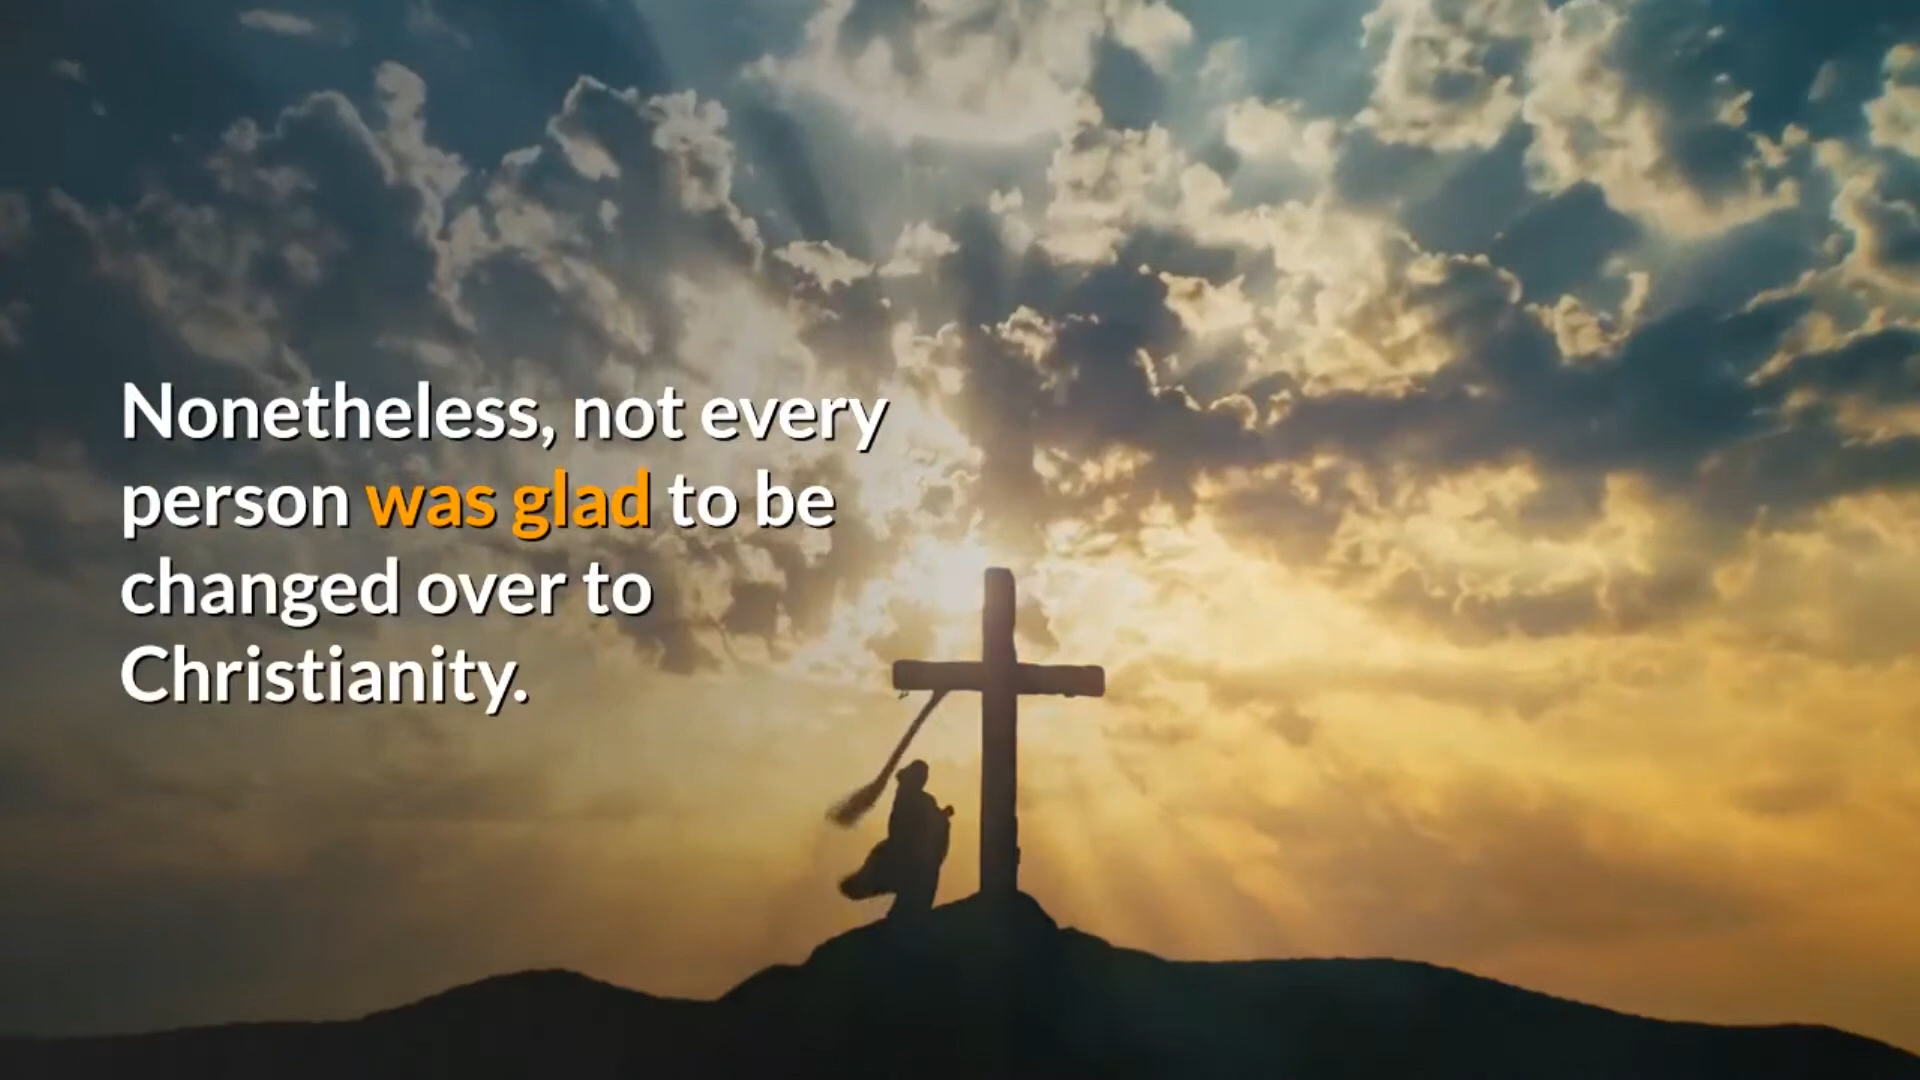 Nonetheless, not every
person was glad to be
changed over to
Christianity.